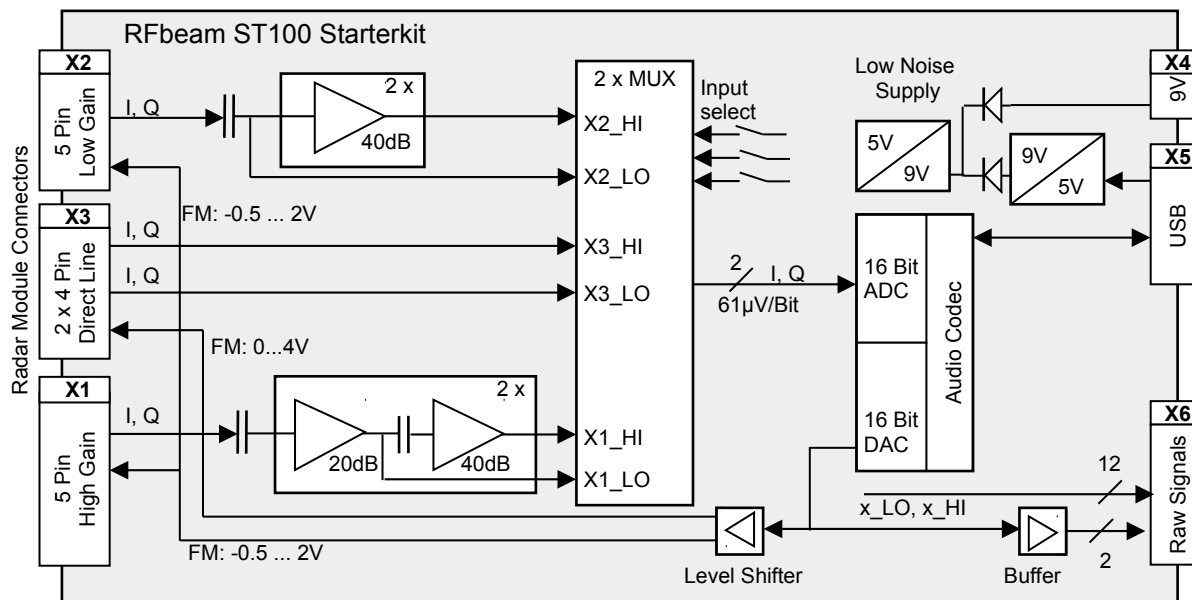 RFbeam ST100 Starterkit
Radar Module Connectors
X2
5 Pin
Low Gain
I, Q
2 x
40dB
FM: -0.5 ... 2V
X3
2 x 4 Pin
Direct Line
I, Q
I, Q
FM: 0...4V
X1
5 Pin
High Gain
I, Q
2 x
20dB
40dB
FM: -0.5 ... 2V
2 x MUX
X2_HI
X2_LO
X3_HI
X3_LO
X1_HI
X1_LO
Input
select
2
I, Q
61µV/Bit
Low Noise
Supply
5V
9V
9V
5V
16 Bit
ADC
16 Bit
DAC
Audio Codec
X4
9V
X5
USB
X6
Raw Signals
12
x_LO, x_HI
2
Level Shifter
Buffer